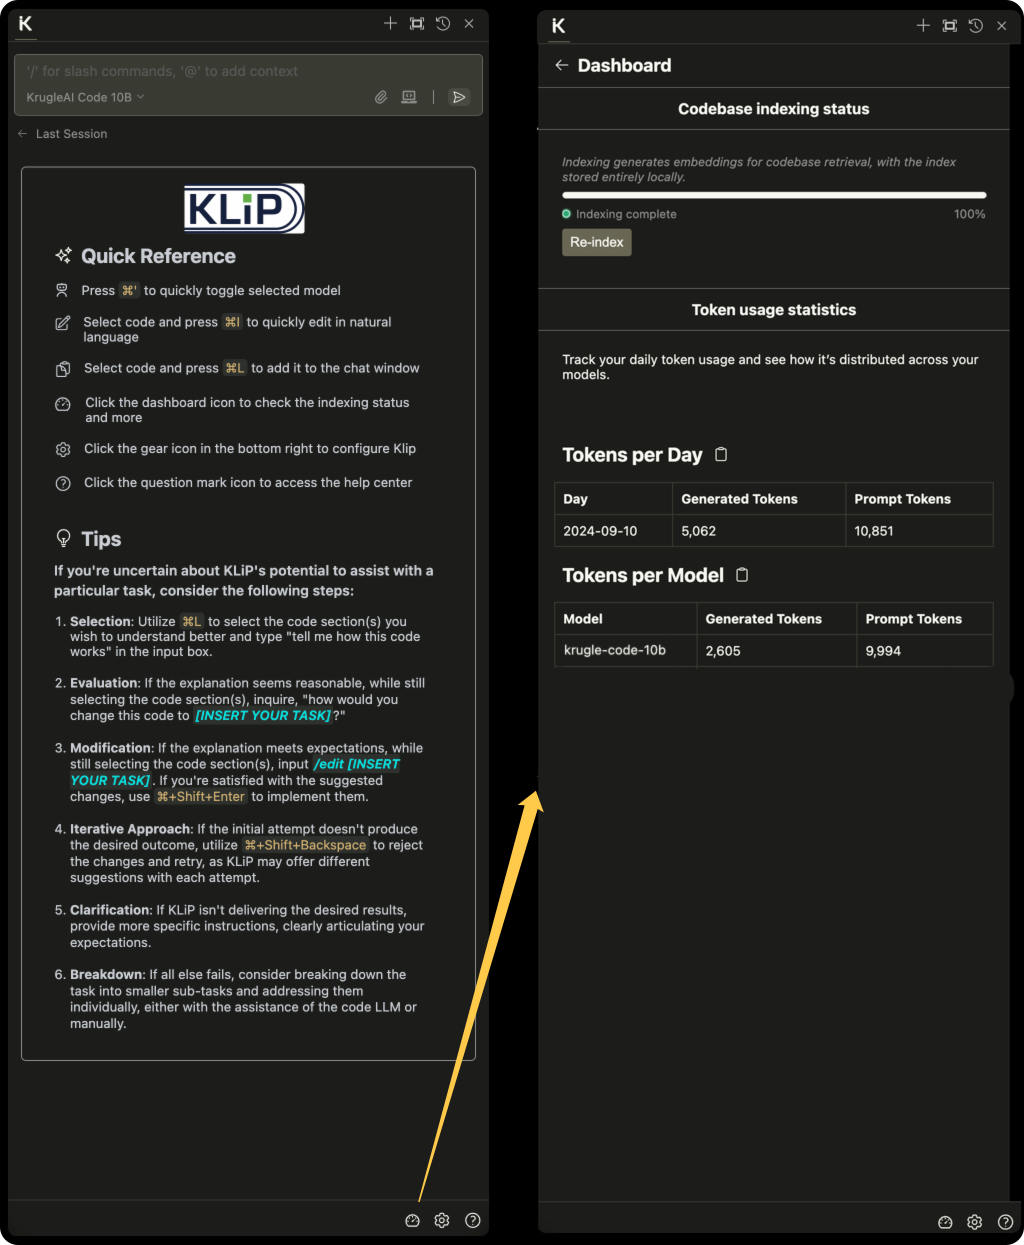 '/' for slash commands, '@' to add context
KrugleAI Code 10B
Last Session
KLiP
Quick Reference
Press ⌘' to quickly toggle selected model
Select code and press ⌘I to quickly edit in natural
language
Select code and press ⌘L to add it to the chat window
Click the dashboard icon to check the indexing status
and more
Click the gear icon in the bottom right to configure Klip
Click the question mark icon to access the help center
Tips
If you're uncertain about KLiP's potential to assist with a
particular task, consider the following steps:
1. Selection: Utilize ⌘L to select the code section(s) you
wish to understand better and type "tell me how this code
works" in the input box.
2. Evaluation: If the explanation seems reasonable, while still
selecting the code section(s), inquire, "how would you
change this code to [INSERT YOUR TASK]?"
3. Modification: If the explanation meets expectations, while
still selecting the code section(s), input /edit [INSERT
YOUR TASK]. If you're satisfied with the suggested
changes, use ⌘+Shift+Enter to implement them.
4. Iterative Approach: If the initial attempt doesn't produce
the desired outcome, utilize ⌘+Shift+Backspace to reject
the changes and retry, as KLiP may offer different
suggestions with each attempt.
5. Clarification: If KLiP isn't delivering the desired results,
provide more specific instructions, clearly articulating your
expectations.
6. Breakdown: If all else fails, consider breaking down the
task into smaller sub-tasks and addressing them
individually, either with the assistance of the code LLM or
manually.
Dashboard
Codebase indexing status
Indexing generates embeddings for codebase retrieval, with the index
stored entirely locally.
Indexing complete 100%
Re-index
Token usage statistics
Track your daily token usage and see how it's distributed across your
models.
Tokens per Day
Day Generated Tokens Prompt Tokens
2024-09-10 5,062 10,851
Tokens per Model
Model Generated Tokens Prompt Tokens
krugle-code-10b 2,605 9,994